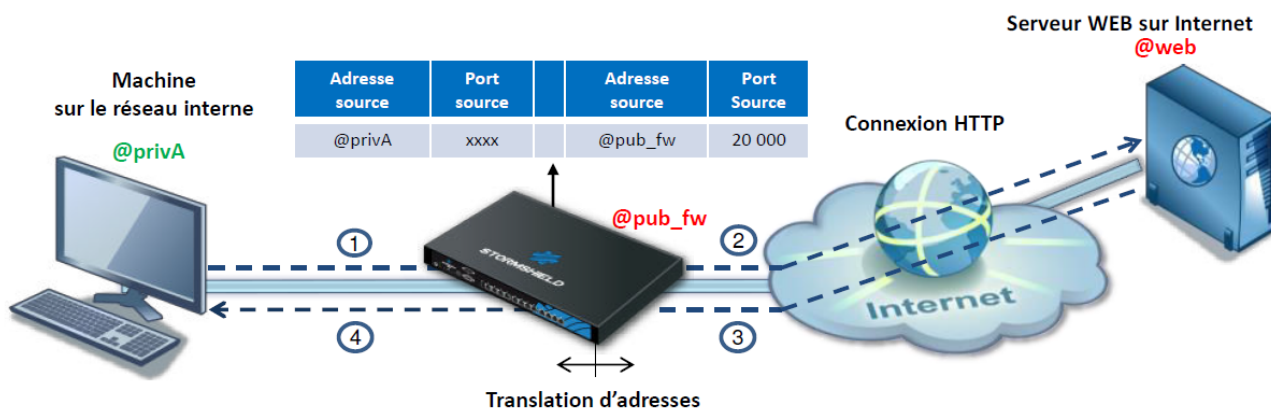 Serveur WEB sur Internet
@web
Machine
sur le réseau interne
@privA
Adresse source
Port source
Adresse source
Port Source
@privA
xxxx
@pub_fw
20 000
Connexion HTTP
@pub_fw
1
2
STORMSHIELD
Internet
4
3
Translation d’adresses